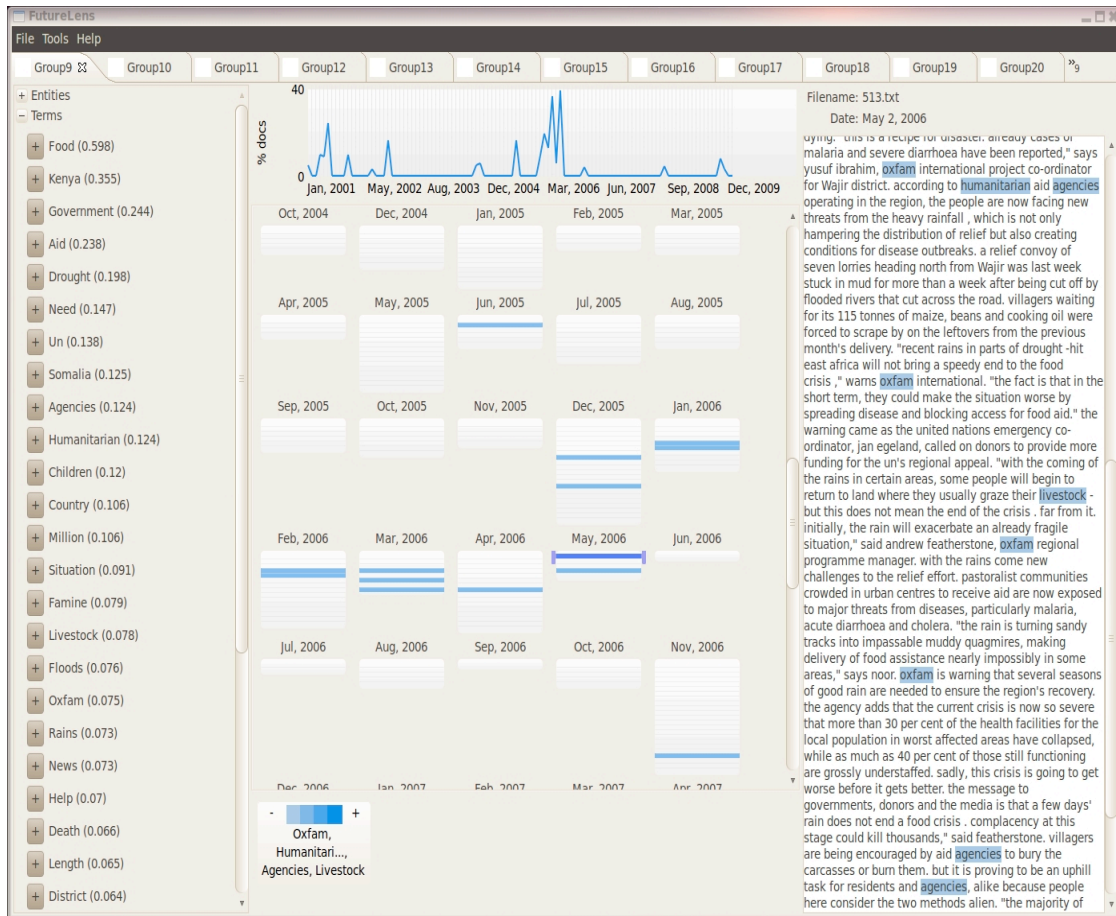 FutureLens
File Tools Help
Group9 Group10 Group11 Group12 Group13 Group14 Group15 Group16 Group17 Group18 Group19 Group20 »9
+ Entities
− Terms
+ Food (0.598)
+ Kenya (0.355)
+ Government (0.244)
+ Aid (0.238)
+ Drought (0.198)
+ Need (0.147)
+ Un (0.138)
+ Somalia (0.125)
+ Agencies (0.124)
+ Humanitarian (0.124)
+ Children (0.12)
+ Country (0.106)
+ Million (0.106)
+ Situation (0.091)
+ Famine (0.079)
+ Livestock (0.078)
+ Floods (0.076)
+ Oxfam (0.075)
+ Rains (0.073)
+ News (0.073)
+ Help (0.07)
+ Death (0.066)
+ Length (0.065)
+ District (0.064)
% docs
40
0
Jan, 2001 May, 2002 Aug, 2003 Dec, 2004 Mar, 2006 Jun, 2007 Sep, 2008 Dec, 2009
Oct, 2004 Dec, 2004 Jan, 2005 Feb, 2005 Mar, 2005
Apr, 2005 May, 2005 Jun, 2005 Jul, 2005 Aug, 2005
Sep, 2005 Oct, 2005 Nov, 2005 Dec, 2005 Jan, 2006
Feb, 2006 Mar, 2006 Apr, 2006 May, 2006 Jun, 2006
Jul, 2006 Aug, 2006 Sep, 2006 Oct, 2006 Nov, 2006
Dec, 2006 Jan, 2007 Feb, 2007 Mar, 2007 Apr, 2007
- +
Oxfam,
Humanitari...,
Agencies, Livestock
Filename: 513.txt
Date: May 2, 2006
dying. "this is a recipe for disaster. already cases of
malaria and severe diarrhoea have been reported," says
yusuf ibrahim, oxfam international project co-ordinator
for Wajir district. according to humanitarian aid agencies
operating in the region, the people are now facing new
threats from the heavy rainfall , which is not only
hampering the distribution of relief but also creating
conditions for disease outbreaks. a relief convoy of
seven lorries heading north from Wajir was last week
stuck in mud for more than a week after being cut off by
flooded rivers that cut across the road. villagers waiting
for its 115 tonnes of maize, beans and cooking oil were
forced to scrape by on the leftovers from the previous
month's delivery. "recent rains in parts of drought -hit
east africa will not bring a speedy end to the food
crisis ," warns oxfam international. "the fact is that in the
short term, they could make the situation worse by
spreading disease and blocking access for food aid." the
warning came as the united nations emergency co-
ordinator, jan egeland, called on donors to provide more
funding for the un's regional appeal. "with the coming of
the rains in certain areas, some people will begin to
return to land where they usually graze their livestock -
but this does not mean the end of the crisis . far from it.
initially, the rain will exacerbate an already fragile
situation," said andrew featherstone, oxfam regional
programme manager. with the rains come new
challenges to the relief effort. pastoralist communities
crowded in urban centres to receive aid are now exposed
to major threats from diseases, particularly malaria,
acute diarrhoea and cholera. "the rain is turning sandy
tracks into impassable muddy quagmires, making
delivery of food assistance nearly impossibly in some
areas," says noor. oxfam is warning that several seasons
of good rain are needed to ensure the region's recovery.
the agency adds that the current crisis is now so severe
that more than 30 per cent of the health facilities for the
local population in worst affected areas have collapsed,
while as much as 40 per cent of those still functioning
are grossly understaffed. sadly, this crisis is going to get
worse before it gets better. the message to
governments, donors and the media is that a few days'
rain does not end a food crisis . complacency at this
stage could kill thousands," said featherstone. villagers
are being encouraged by aid agencies to bury the
carcasses or burn them. but it is proving to be an uphill
task for residents and agencies, alike because people
here consider the two methods alien. "the majority of